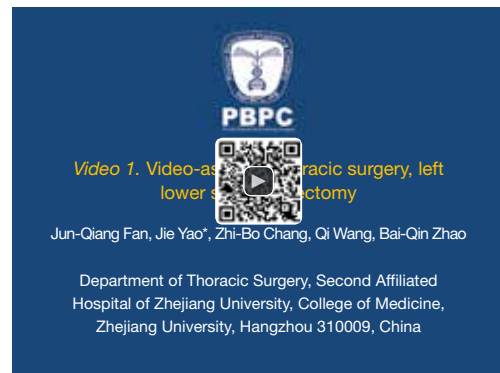 PBPC
Video 1. Video-as racic surgery, left
lower s ectomy
Jun-Qiang Fan, Jie Yao*, Zhi-Bo Chang, Qi Wang, Bai-Qin Zhao
Department of Thoracic Surgery, Second Affiliated
Hospital of Zhejiang University, College of Medicine,
Zhejiang University, Hangzhou 310009, China